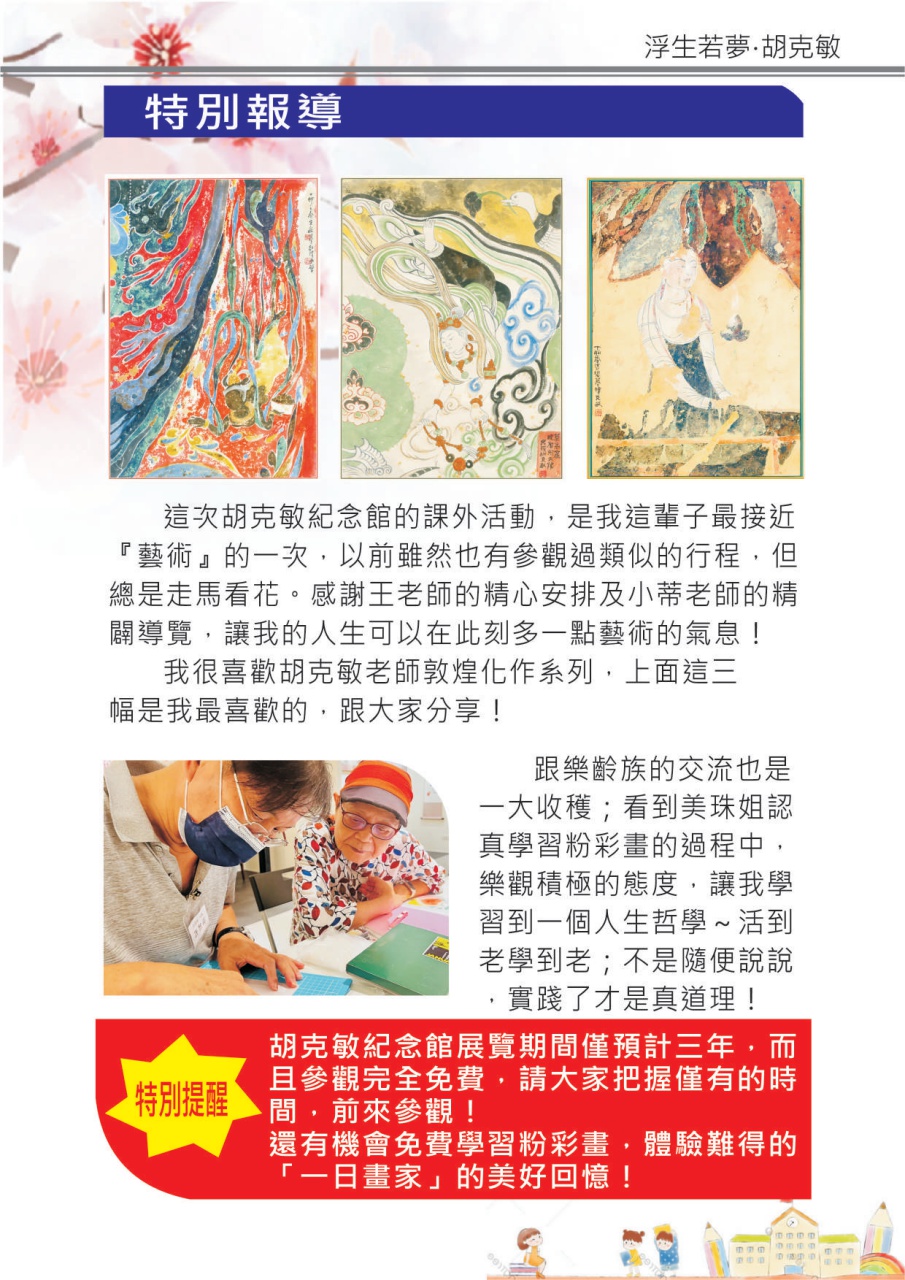 浮生若夢·胡克敏
特別報導
這次胡克敏紀念館的課外活動，是我這輩子最接近
『藝術』的一次，以前雖然也有參觀過類似的行程，但
總是走馬看花。感謝王老師的精心安排及小蒂老師的精
闢導覽，讓我的人生可以在此刻多一點藝術的氣息！
我很喜歡胡克敏老師敦煌化作系列，上面這三
幅是我最喜歡的，跟大家分享！
跟樂齡族的交流也是
一大收穫；看到美珠姐認
真學習粉彩畫的過程中，
樂觀積極的態度，讓我學
習到一個人生哲學～活到
老學到老；不是隨便說說
，實踐了才是真道理！
特別提醒
胡克敏紀念館展覽期間僅預計三年，而
且參觀完全免費，請大家把握僅有的時
間，前來參觀！
還有機會免費學習粉彩畫，體驗難得的
「一日畫家」的美好回憶！